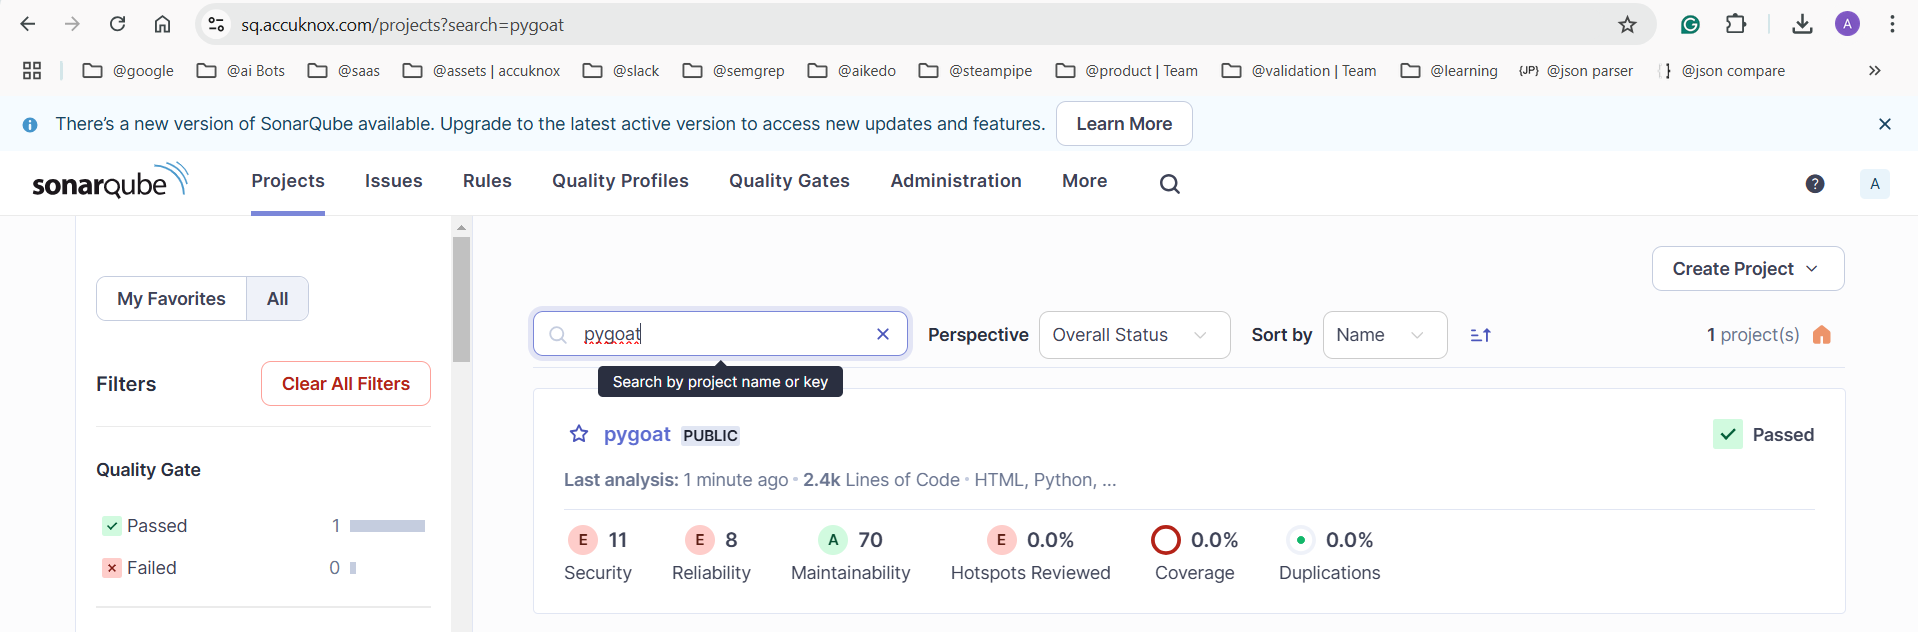 sq.accuknox.com/projects?search=pygoat
A
@google @ai Bots @saas @assets | accuknox @slack @semgrep @aikedo @steampipe @product | Team @validation | Team @learning {JP} @json parser @json compare
There's a new version of SonarQube available. Upgrade to the latest active version to access new updates and features. Learn More
sonarqube Projects Issues Rules Quality Profiles Quality Gates Administration More ? A
Create Project
My Favorites All
pygoat Perspective Overall Status Sort by Name 1 project(s)
Search by project name or key
Filters Clear All Filters
pygoat PUBLIC Passed
Quality Gate
Last analysis: 1 minute ago • 2.4k Lines of Code • HTML, Python, ...
Passed 1
Failed 0
E 11 E 8 A 70 E 0.0% 0.0% 0.0%
Security Reliability Maintainability Hotspots Reviewed Coverage Duplications